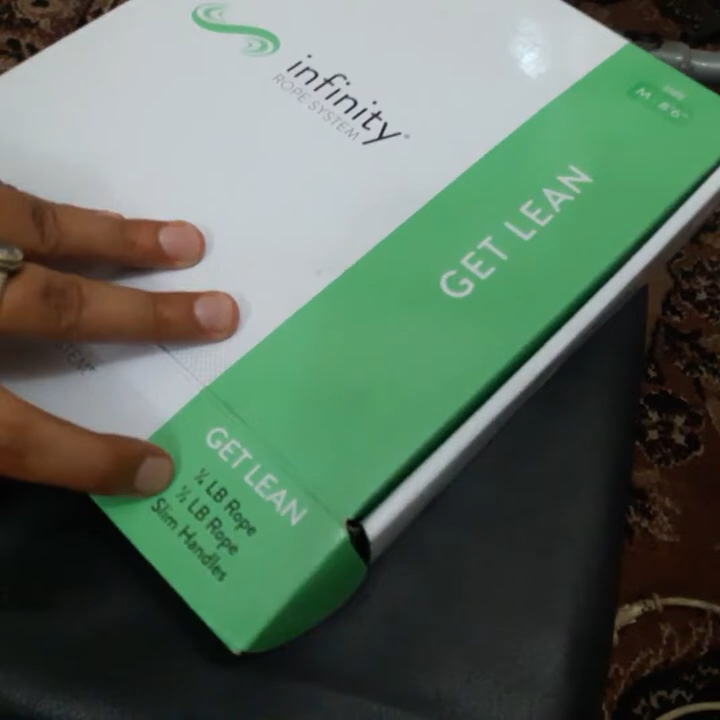 infinity®
ROPE SYSTEM
SIZE
M 8'6"
GET LEAN
GET LEAN
¼ LB Rope
½ LB Rope
Slim Handles